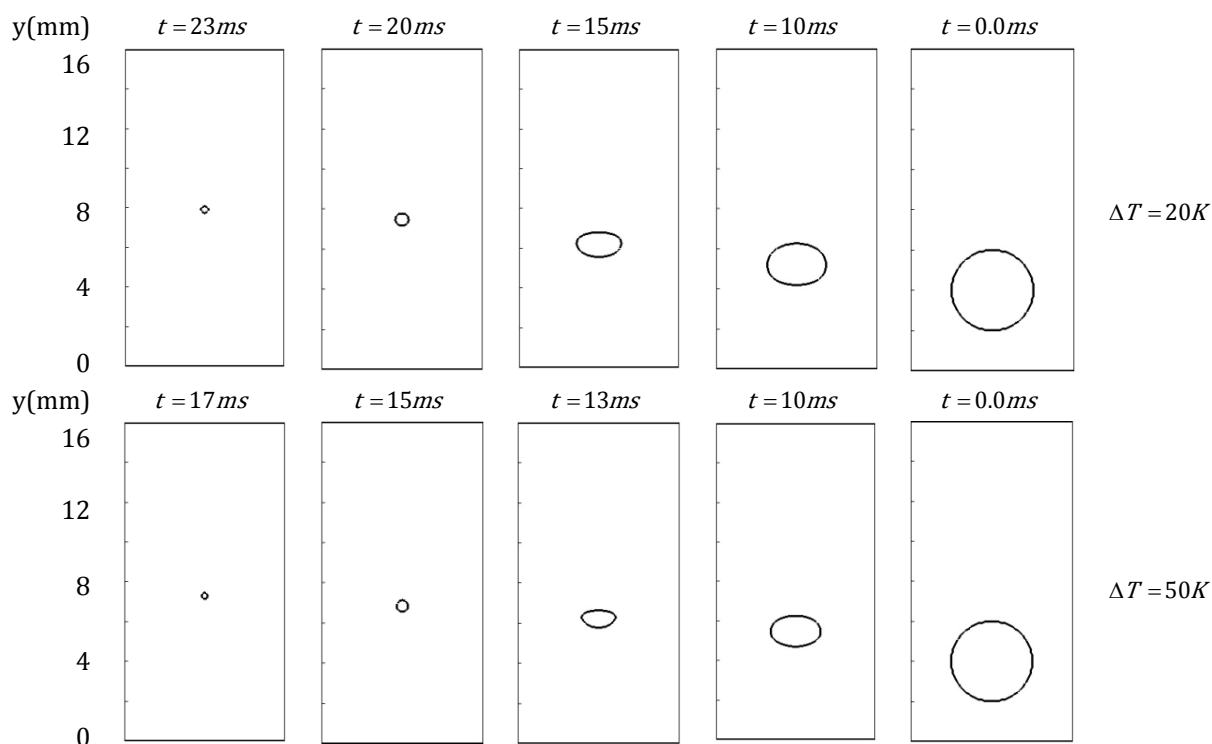 y(mm) t = 23ms t = 20ms t = 15ms t = 10ms t = 0.0ms
16
12
8
ΔT = 20K
4
0
y(mm) t = 17ms t = 15ms t = 13ms t = 10ms t = 0.0ms
16
12
8
ΔT = 50K
4
0